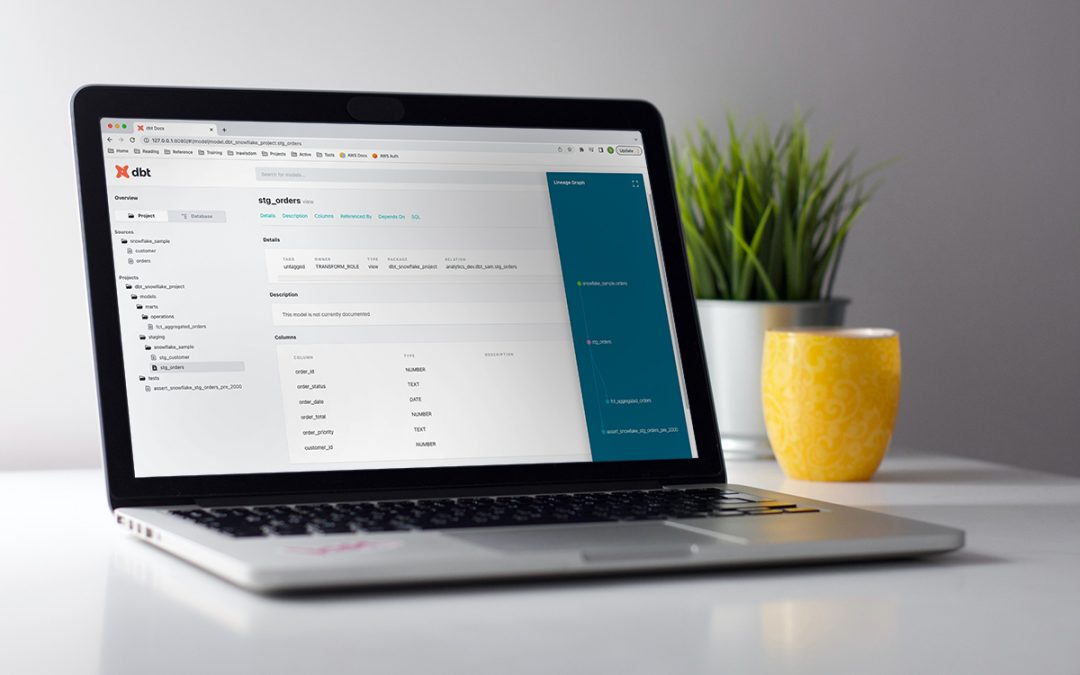 dbt Docs
127.0.0.1:8080/#!/model/model.dbt_snowflake_project.stg_orders
Home Reading Reference Training Inawisdom Projects Active Tools AWS Docs AWS Auth
Update
dbt
Search for models...
Overview
Project Database
Sources
snowflake_sample
customer
orders
Projects
dbt_snowflake_project
models
marts
operations
fct_aggregated_orders
staging
snowflake_sample
stg_customer
stg_orders
tests
assert_snowflake_stg_orders_pre_2000
stg_orders view
Details Description Columns Referenced By Depends On SQL
Details
TAGS OWNER TYPE PACKAGE RELATION
untagged TRANSFORM_ROLE view dbt_snowflake_project analytics_dev.dbt_sam.stg_orders
Description
This model is not currently documented
Columns
COLUMN TYPE DESCRIPTION
order_id NUMBER
order_status TEXT
order_date DATE
order_total NUMBER
order_priority TEXT
customer_id NUMBER
Lineage Graph
snowflake_sample.orders
stg_orders
fct_aggregated_orders
assert_snowflake_stg_orders_pre_2000